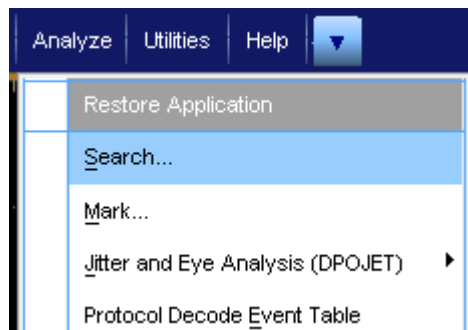 Analyze Utilities Help
Restore Application
Search...
Mark...
Jitter and Eye Analysis (DPOJET)
Protocol Decode Event Table